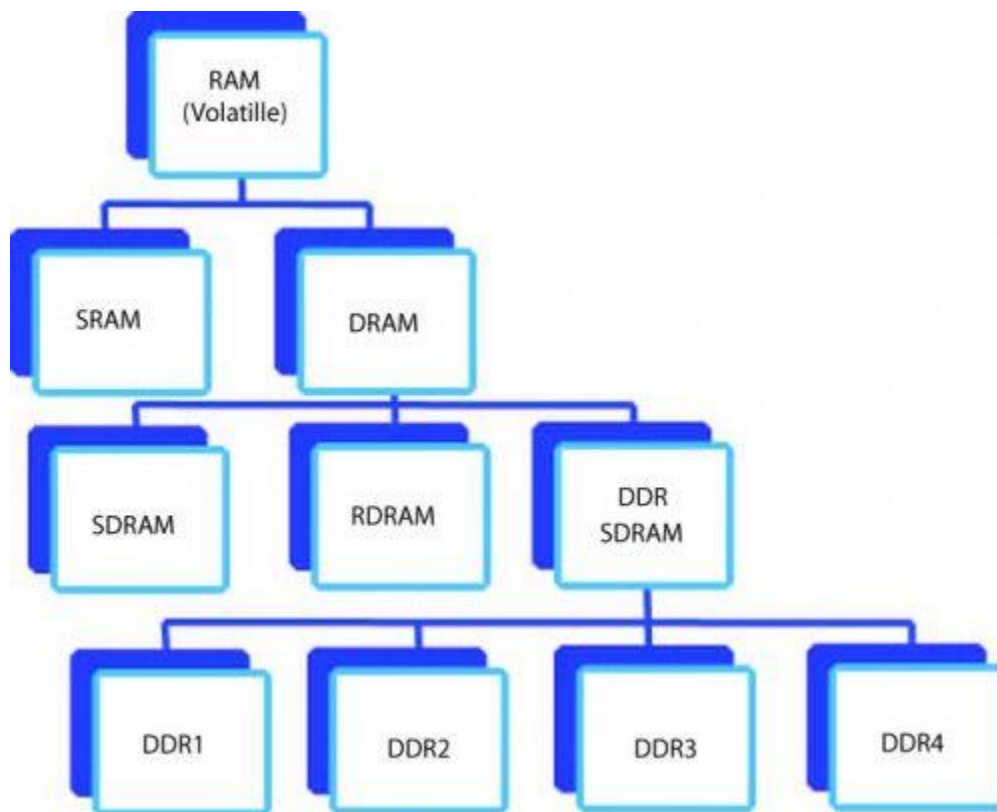 RAM
(Volatille)
SRAM
DRAM
SDRAM
RDRAM
DDR
SDRAM
DDR1
DDR2
DDR3
DDR4